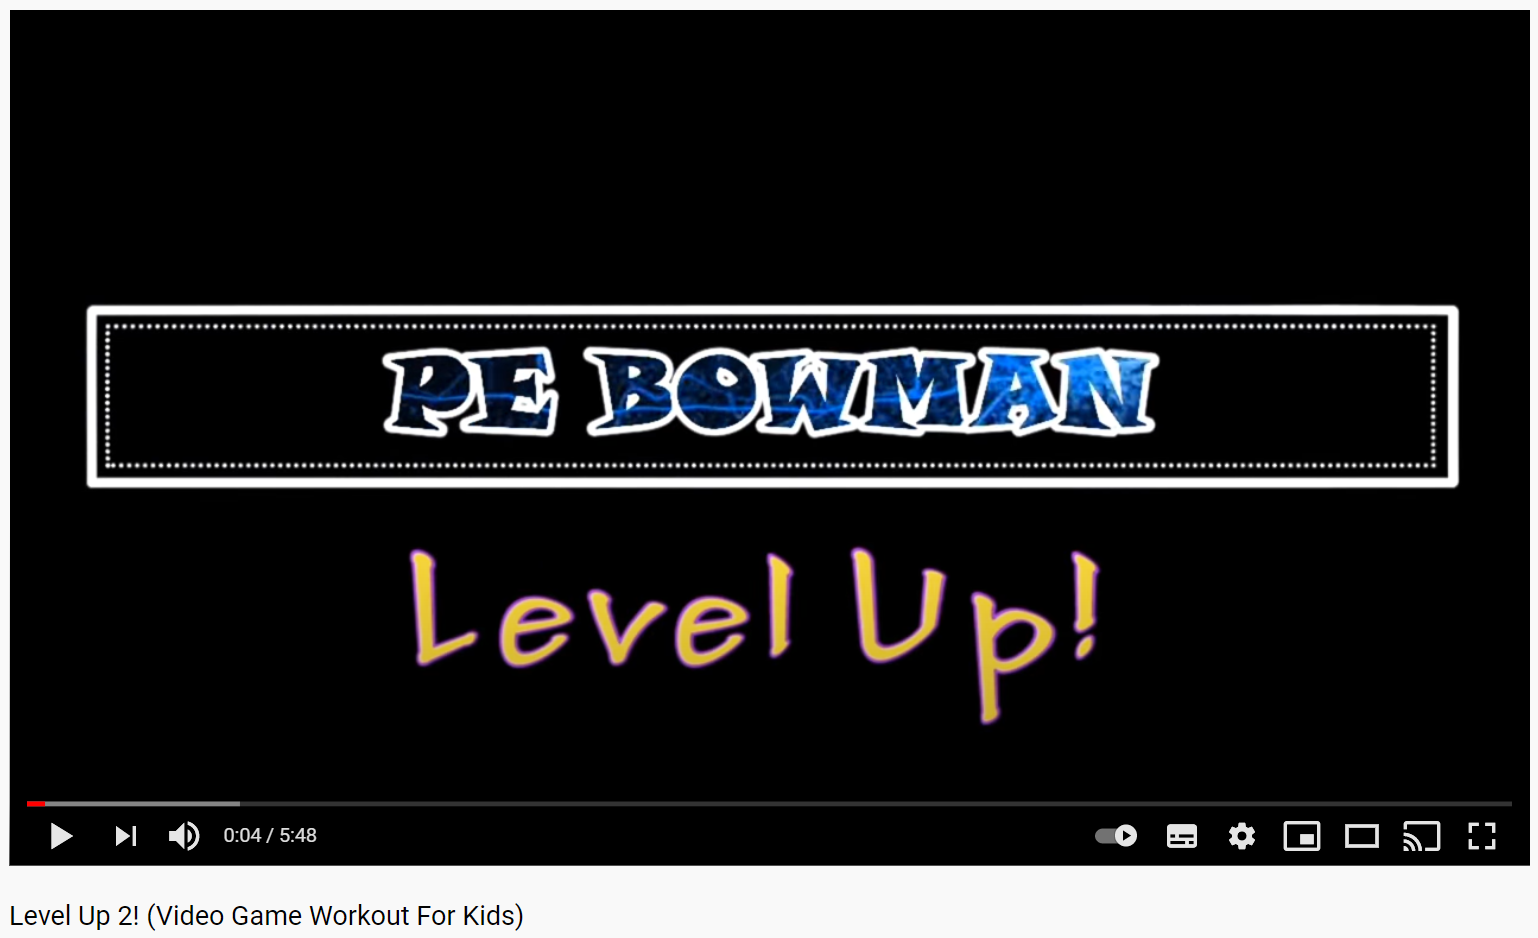 PE BOWMAN
Level Up!
0:04 / 5:48
Level Up 2! (Video Game Workout For Kids)